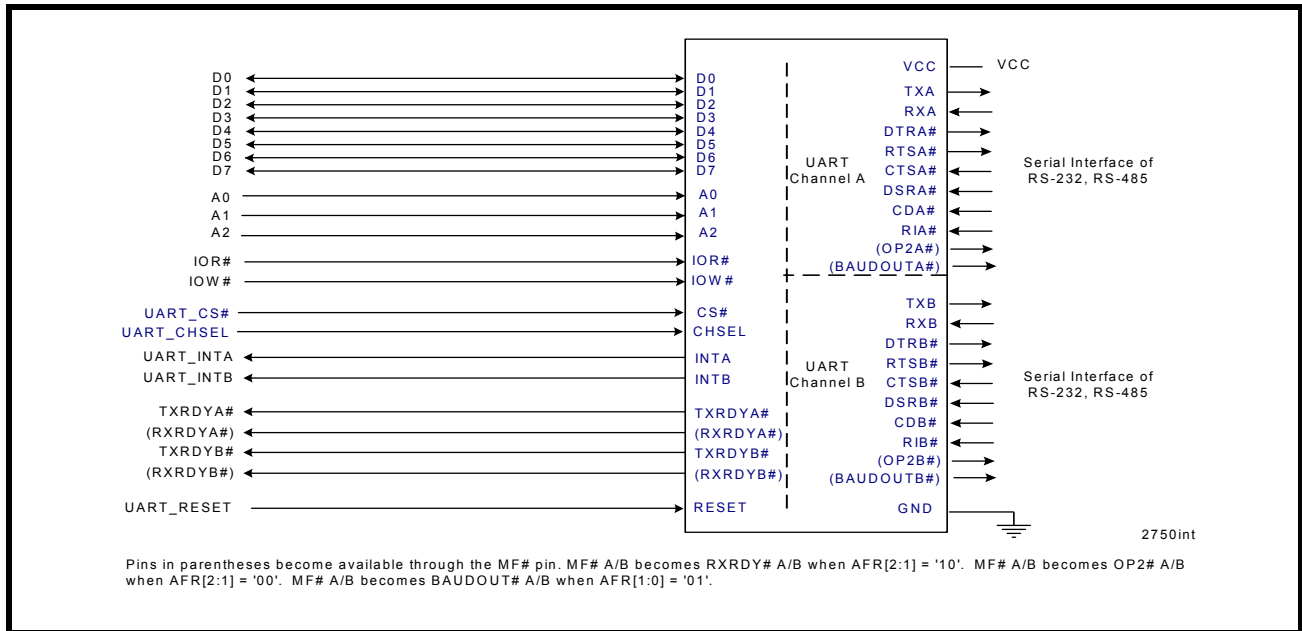 D0
D1
D2
D3
D4
D5
D6
D7
A0
A1
A2
IOR#
IOW#
UART_CS#
UART_CHSEL
UART_INTA
UART_INTB
TXRDYA#
(RXRDYA#)
TXRDYB#
(RXRDYB#)
UART_RESET
D0
D1
D2
D3
D4
D5
D6
D7
A0
A1
A2
IOR#
IOW#
CS#
CHSEL
INTA
INTB
TXRDYA#
(RXRDYA#)
TXRDYB#
(RXRDYB#)
RESET
UART
Channel A
UART
Channel B
VCC
TXA
RXA
DTRA#
RTSA#
CTSA#
DSRA#
CDA#
RIA#
(OP2A#)
(BAUDOUTA#)
TXB
RXB
DTRB#
RTSB#
CTSB#
DSRB#
CDB#
RIB#
(OP2B#)
(BAUDOUTB#)
GND
VCC
Serial Interface of
RS-232, RS-485
Serial Interface of
RS-232, RS-485
2750int
Pins in parentheses become available through the MF# pin. MF# A/B becomes RXRDY# A/B when AFR[2:1] = '10'. MF# A/B becomes OP2# A/B
when AFR[2:1] = '00'. MF# A/B becomes BAUDOUT# A/B when AFR[1:0] = '01'.